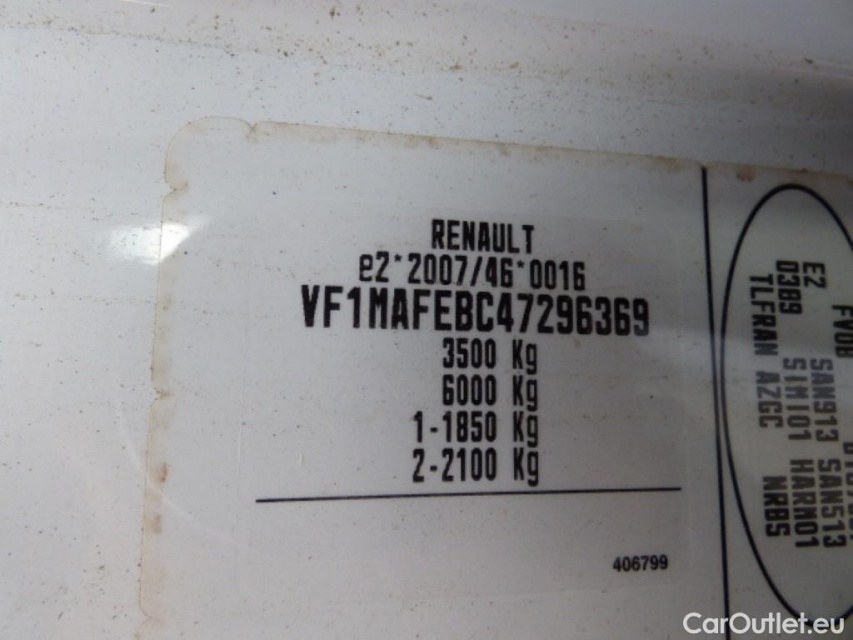 RENAULT
e2*2007/46*0016
VF1MAFEBC47296369
3500 Kg
6000 Kg
1-1850 Kg
2-2100 Kg
406799
FV0B
SAN913 SAN513
SIMI01 HARM01
E2
03B9
TLFRAN AZGC NRBS
CarOutlet.eu